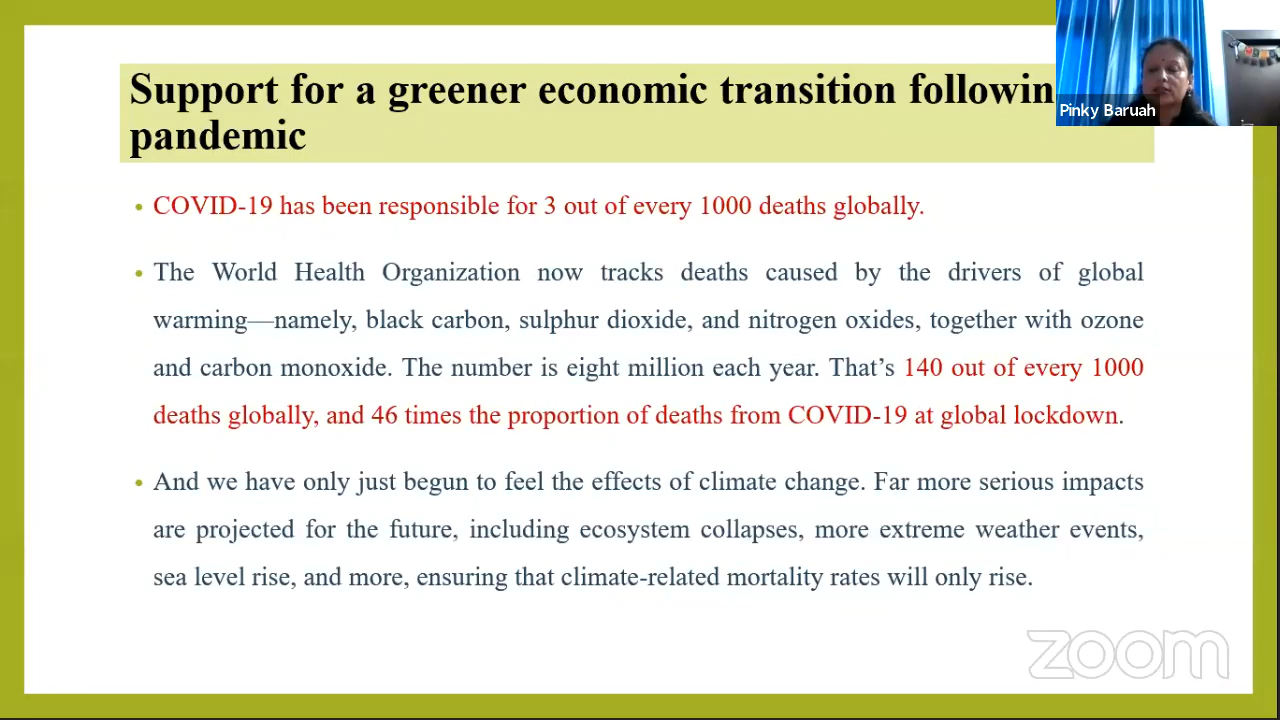 Support for a greener economic transition followin
pandemic
Pinky Baruah
• COVID-19 has been responsible for 3 out of every 1000 deaths globally.
• The World Health Organization now tracks deaths caused by the drivers of global
warming—namely, black carbon, sulphur dioxide, and nitrogen oxides, together with ozone
and carbon monoxide. The number is eight million each year. That’s 140 out of every 1000
deaths globally, and 46 times the proportion of deaths from COVID-19 at global lockdown.
• And we have only just begun to feel the effects of climate change. Far more serious impacts
are projected for the future, including ecosystem collapses, more extreme weather events,
sea level rise, and more, ensuring that climate-related mortality rates will only rise.
zoom